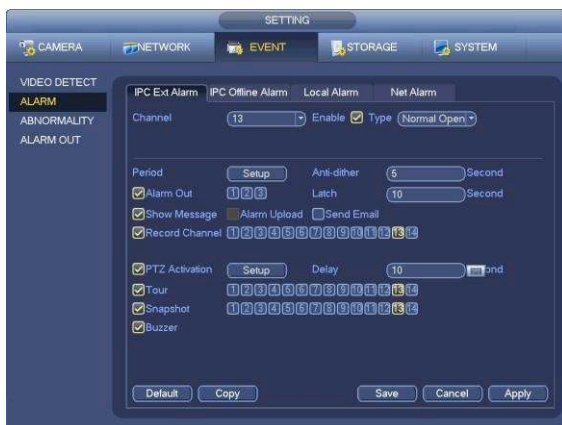 SETTING
CAMERA NETWORK EVENT STORAGE SYSTEM
VIDEO DETECT
ALARM
ABNORMALITY
ALARM OUT
IPC Ext Alarm IPC Offline Alarm Local Alarm Net Alarm
Channel 13 Enable Type Normal Open
Period Setup Anti-dither 5 Second
Alarm Out 1 2 3 Latch 10 Second
Show Message Alarm Upload Send Email
Record Channel 1 2 3 4 5 6 7 8 9 10 11 12 13 14
PTZ Activation Setup Delay 10 ond
Tour 1 2 3 4 5 6 7 8 9 10 11 12 13 14
Snapshot 1 2 3 4 5 6 7 8 9 10 11 12 13 14
Buzzer
Default Copy Save Cancel Apply